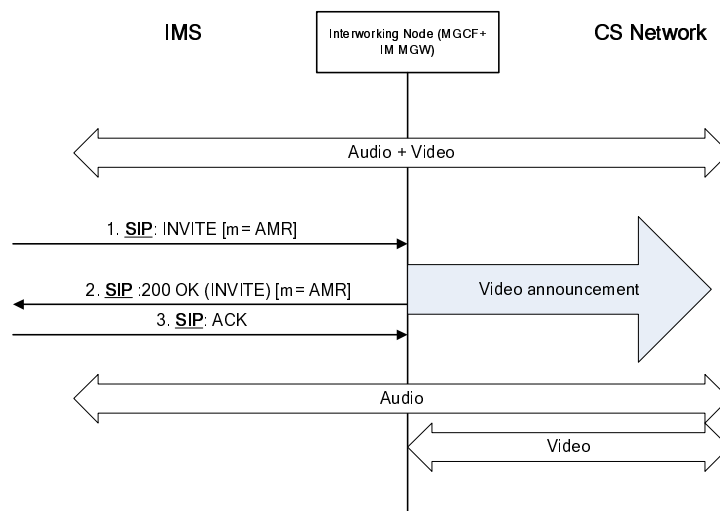 IMS
Interworking Node (MGCF+
IM MGW)
CS Network
Audio + Video
1. SIP: INVITE [m= AMR]
2. SIP :200 OK (INVITE) [m= AMR]
Video announcement
3. SIP: ACK
Audio
Video